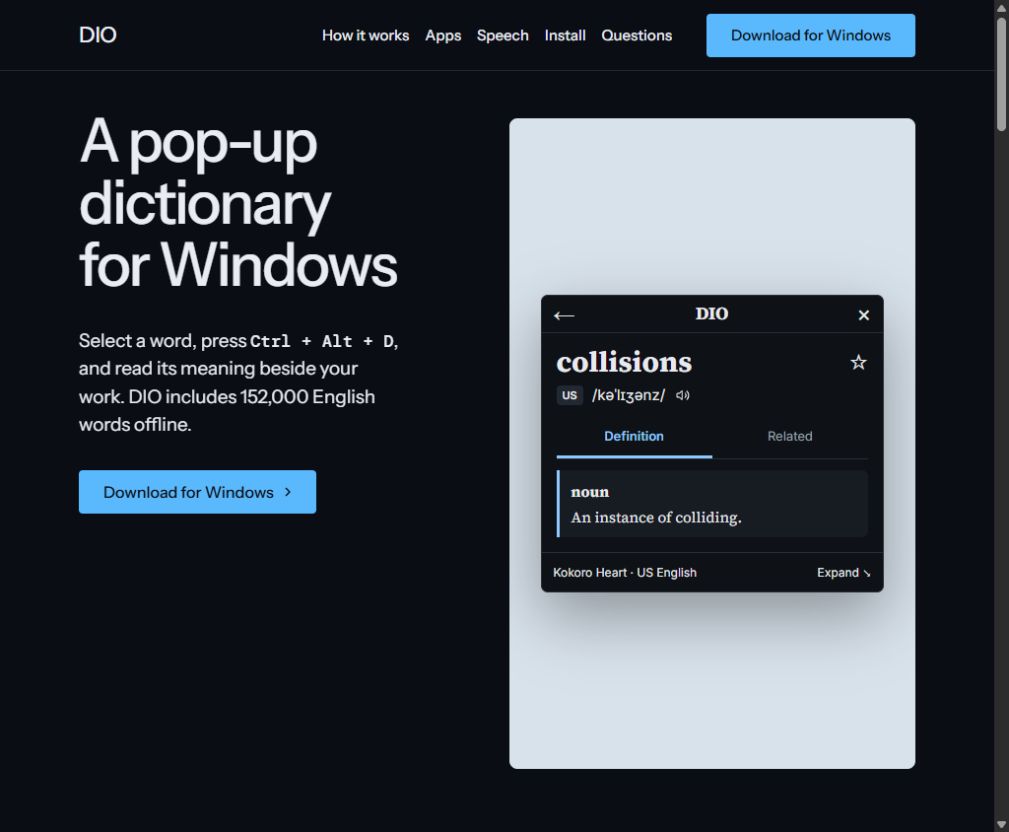 DIO
How it works Apps Speech Install Questions Download for Windows
A pop-up
dictionary
for Windows
Select a word, press Ctrl + Alt + D,
and read its meaning beside your
work. DIO includes 152,000 English
words offline.
Download for Windows ›
← DIO ×
collisions ☆
US /kəˈlɪʒənz/
Definition Related
noun
An instance of colliding.
Kokoro Heart · US English Expand ↘